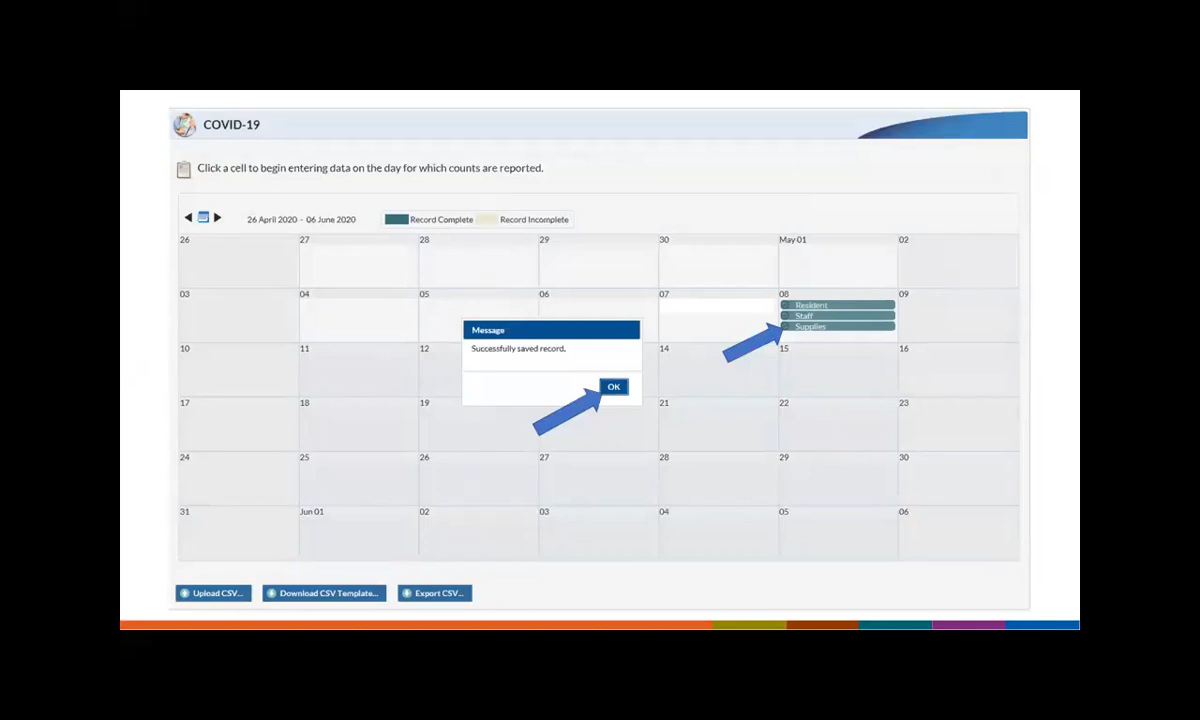 COVID-19
Click a cell to begin entering data on the day for which counts are reported.
26 April 2020 - 06 June 2020 Record Complete Record Incomplete
26 27 28 29 30 May 01 02
03 04 05 06 07 08 09
Resident
Staff
Supplies
Message
Successfully saved record.
OK
10 11 12 14 15 16
17 18 19 21 22 23
24 25 26 27 28 29 30
31 Jun 01 02 03 04 05 06
Upload CSV... Download CSV Template... Export CSV...